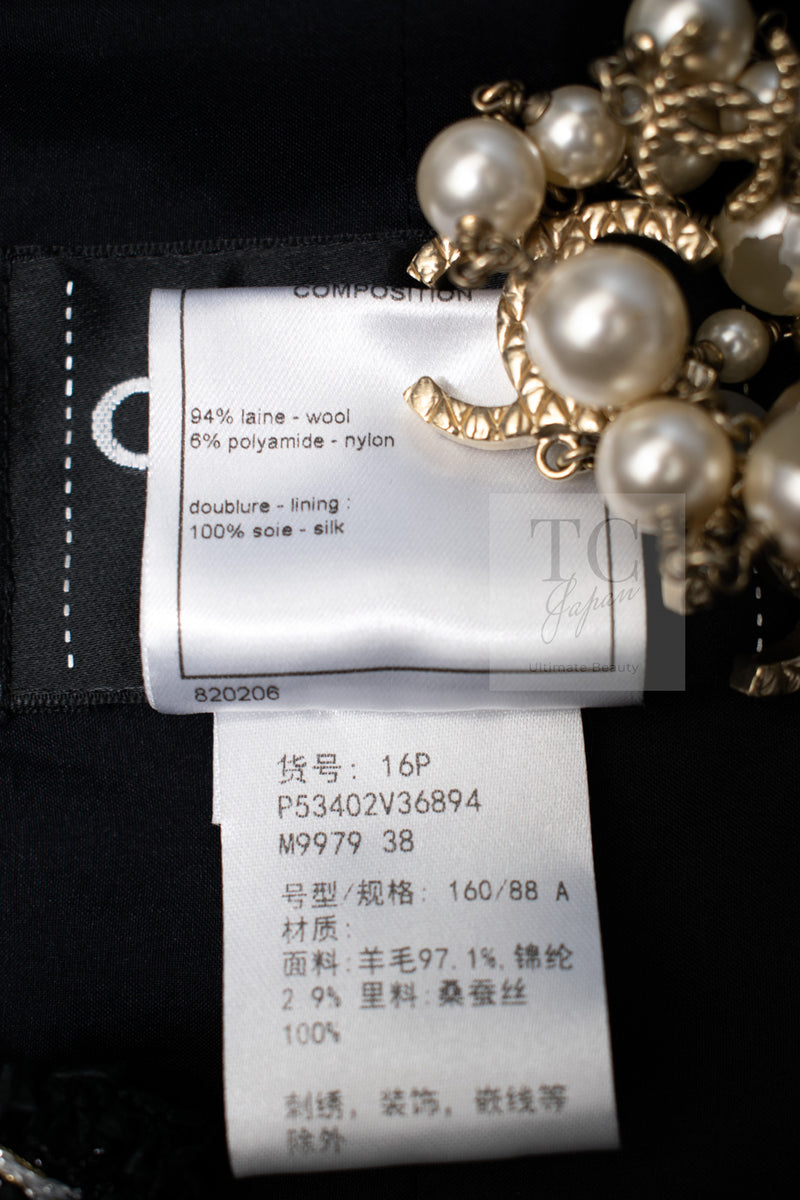 COMPOSITION
94% laine - wool
6% polyamide - nylon
doublure - lining :
100% soie - silk
820206
TC
Japan
Ultimate Beauty
货号: 16P
P53402V36894
M9979 38
号型/规格: 160/88 A
材质:
面料:羊毛97.1%,锦纶
2.9% 里料:桑蚕丝
100%
刺绣, 装饰, 嵌线等
除外